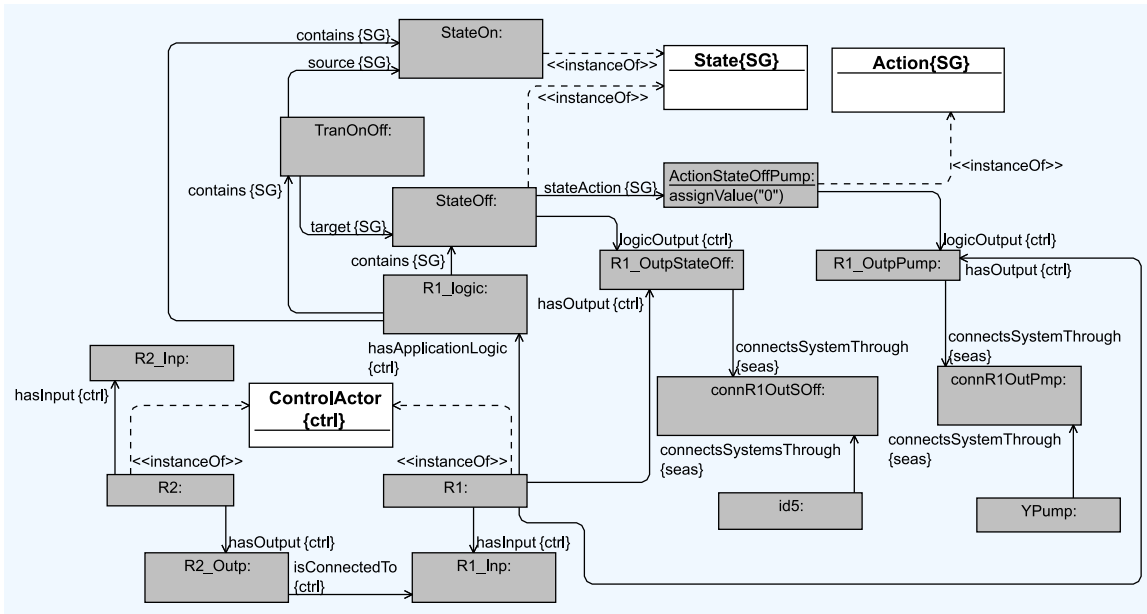 contains {SG}
StateOn:
source {SG}
<<instanceOf>>
State{SG}
Action{SG}
<<instanceOf>>
TranOnOff:
<<instanceOf>>
contains {SG}
StateOff:
stateAction {SG}
ActionStateOffPump:
assignValue("0")
target {SG}
logicOutput {ctrl}
logicOutput {ctrl}
contains {SG}
R1_OutpStateOff:
R1_OutpPump:
hasOutput {ctrl}
R1_logic:
hasOutput {ctrl}
hasApplicationLogic
{ctrl}
connectsSystemThrough
{seas}
connectsSystemThrough
{seas}
R2_Inp:
hasInput {ctrl}
ControlActor
{ctrl}
connR1OutSOff:
connR1OutPmp:
<<instanceOf>>
<<instanceOf>>
connectsSystemsThrough
{seas}
connectsSystemThrough
{seas}
R2:
R1:
id5:
YPump:
hasOutput {ctrl}
hasInput {ctrl}
R2_Outp:
isConnectedTo
{ctrl}
R1_Inp: